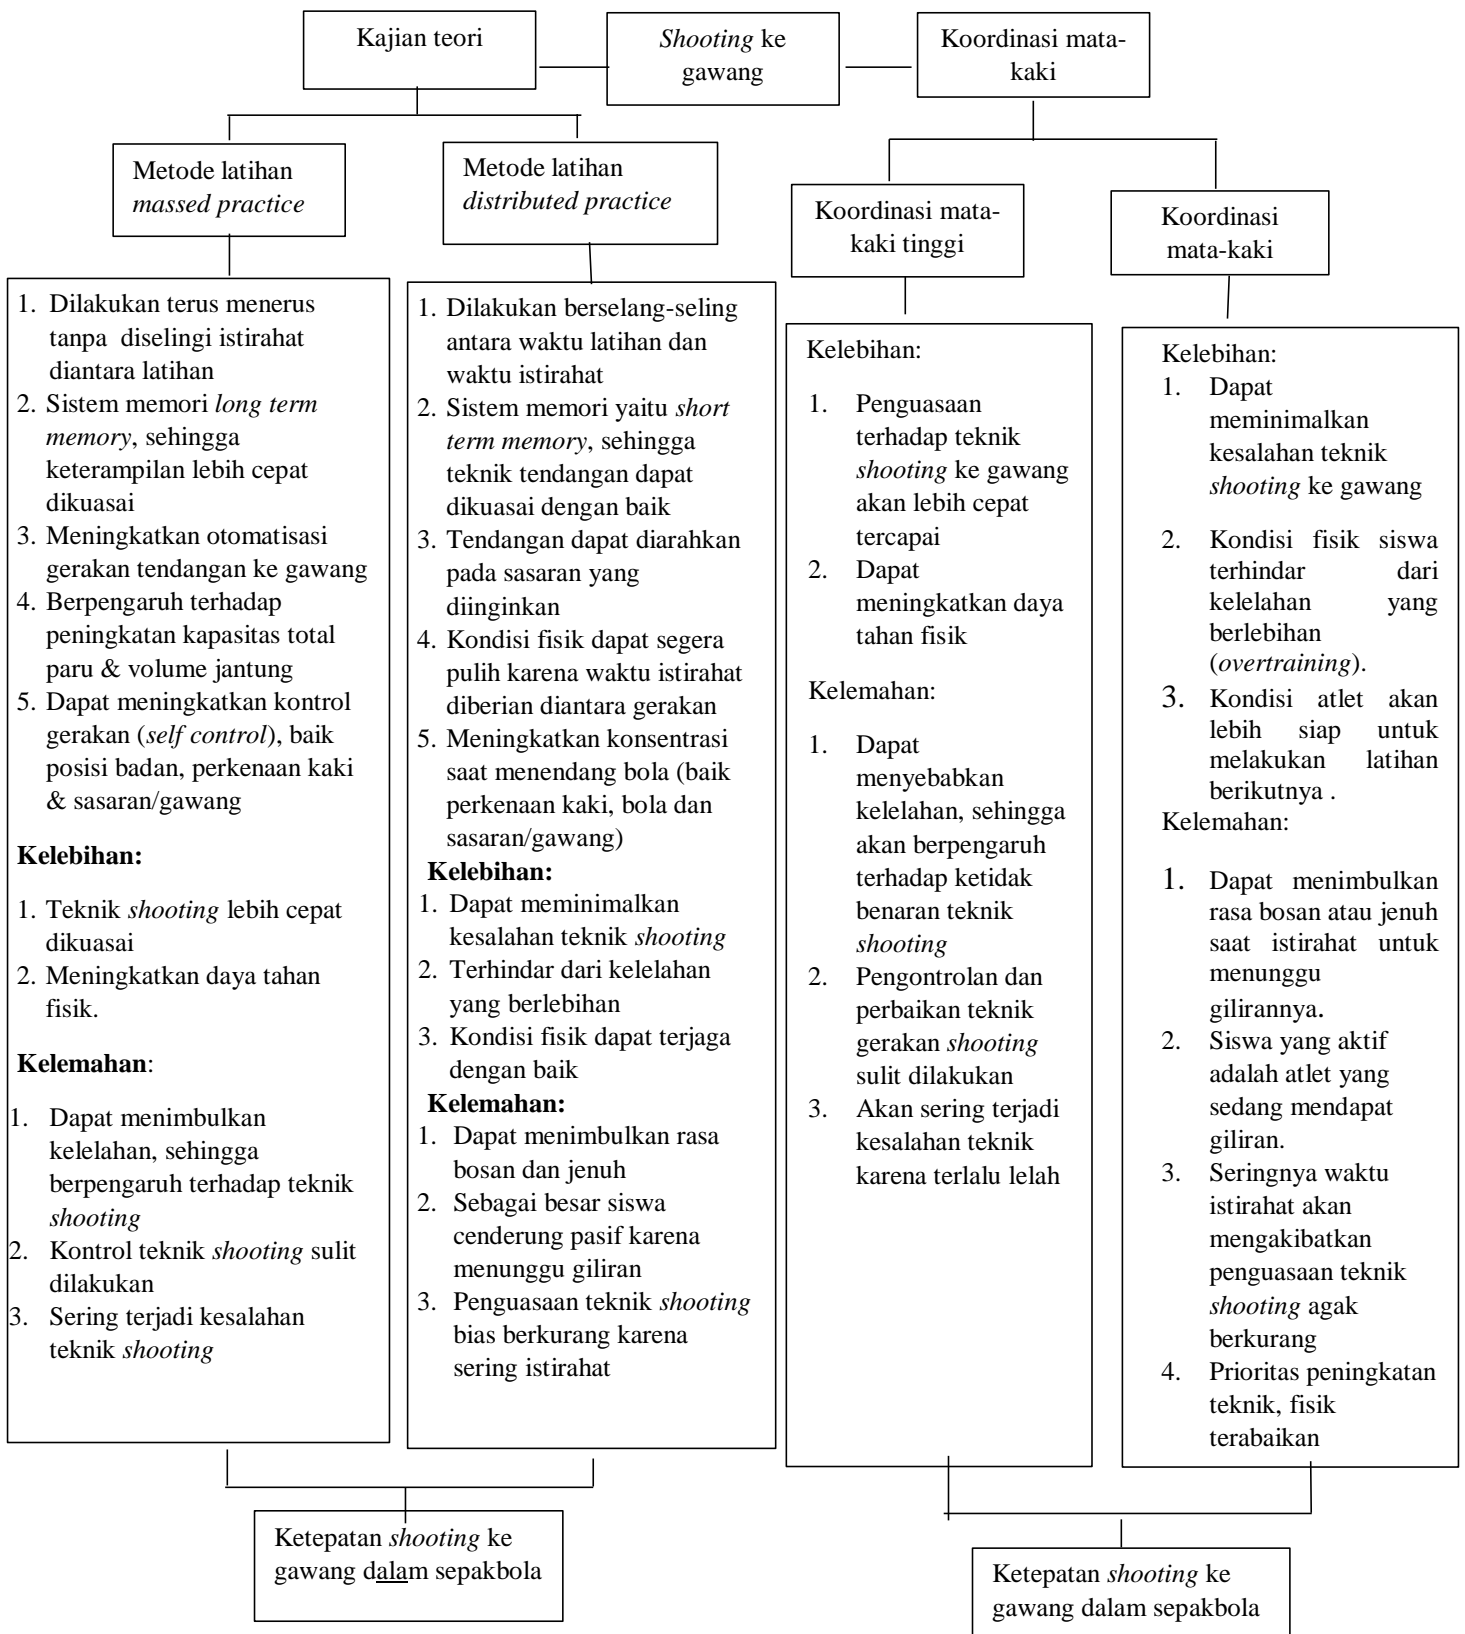 Kajian teori
Shooting ke
gawang
Koordinasi mata-
kaki
Metode latihan
massed practice
Metode latihan
distributed practice
Koordinasi mata-
kaki tinggi
Koordinasi
mata-kaki
1. Dilakukan terus menerus
tanpa diselingi istirahat
diantara latihan
2. Sistem memori long term
memory, sehingga
keterampilan lebih cepat
dikuasai
3. Meningkatkan otomatisasi
gerakan tendangan ke gawang
4. Berpengaruh terhadap
peningkatan kapasitas total
paru & volume jantung
5. Dapat meningkatkan kontrol
gerakan (self control), baik
posisi badan, perkenaan kaki
& sasaran/gawang
Kelebihan:
1. Teknik shooting lebih cepat
dikuasai
2. Meningkatkan daya tahan
fisik.
Kelemahan:
1. Dapat menimbulkan
kelelahan, sehingga
berpengaruh terhadap teknik
shooting
2. Kontrol teknik shooting sulit
dilakukan
3. Sering terjadi kesalahan
teknik shooting
1. Dilakukan berselang-seling
antara waktu latihan dan
waktu istirahat
2. Sistem memori yaitu short
term memory, sehingga
teknik tendangan dapat
dikuasai dengan baik
3. Tendangan dapat diarahkan
pada sasaran yang
diinginkan
4. Kondisi fisik dapat segera
pulih karena waktu istirahat
diberian diantara gerakan
5. Meningkatkan konsentrasi
saat menendang bola (baik
perkenaan kaki, bola dan
sasaran/gawang)
Kelebihan:
1. Dapat meminimalkan
kesalahan teknik shooting
2. Terhindar dari kelelahan
yang berlebihan
3. Kondisi fisik dapat terjaga
dengan baik
Kelemahan:
1. Dapat menimbulkan rasa
bosan dan jenuh
2. Sebagai besar siswa
cenderung pasif karena
menunggu giliran
3. Penguasaan teknik shooting
bias berkurang karena
sering istirahat
Kelebihan:
1. Penguasaan
terhadap teknik
shooting ke gawang
akan lebih cepat
tercapai
2. Dapat
meningkatkan daya
tahan fisik
Kelemahan:
1. Dapat
menyebabkan
kelelahan, sehingga
akan berpengaruh
terhadap ketidak
benaran teknik
shooting
2. Pengontrolan dan
perbaikan teknik
gerakan shooting
sulit dilakukan
3. Akan sering terjadi
kesalahan teknik
karena terlalu lelah
Kelebihan:
1. Dapat
meminimalkan
kesalahan teknik
shooting ke gawang
2. Kondisi fisik siswa
terhindar dari
kelelahan yang
berlebihan
(overtraining).
3. Kondisi atlet akan
lebih siap untuk
melakukan latihan
berikutnya .
Kelemahan:
1. Dapat menimbulkan
rasa bosan atau jenuh
saat istirahat untuk
menunggu
gilirannya.
2. Siswa yang aktif
adalah atlet yang
sedang mendapat
giliran.
3. Seringnya waktu
istirahat akan
mengakibatkan
penguasaan teknik
shooting agak
berkurang
4. Prioritas peningkatan
teknik, fisik
terabaikan
Ketepatan shooting ke
gawang dalam sepakbola
Ketepatan shooting ke
gawang dalam sepakbola